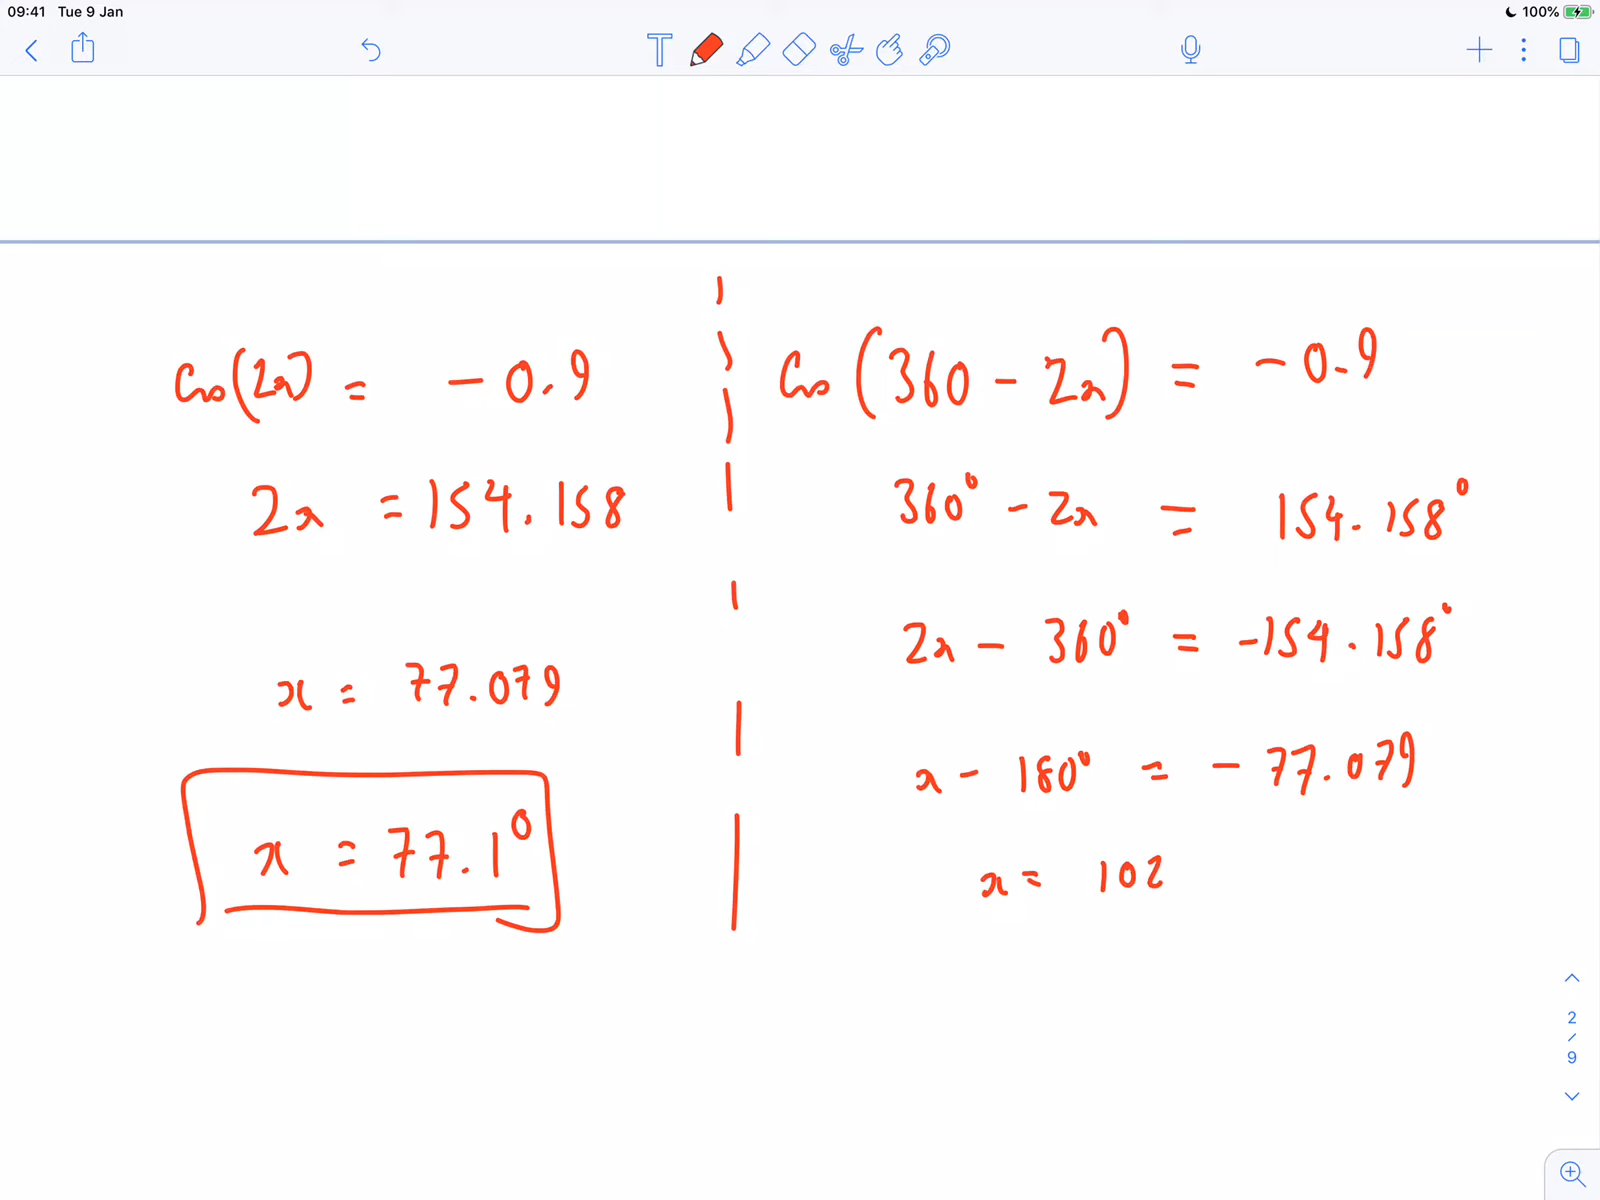 09:41 Tue 9 Jan 100%
T
cos(2x) = -0.9
2x = 154.158
x = 77.079
x = 77.1°
cos(360 - 2x) = -0.9
360° - 2x = 154.158°
2x - 360° = -154.158°
x - 180° = -77.079
x = 102
2
/
9